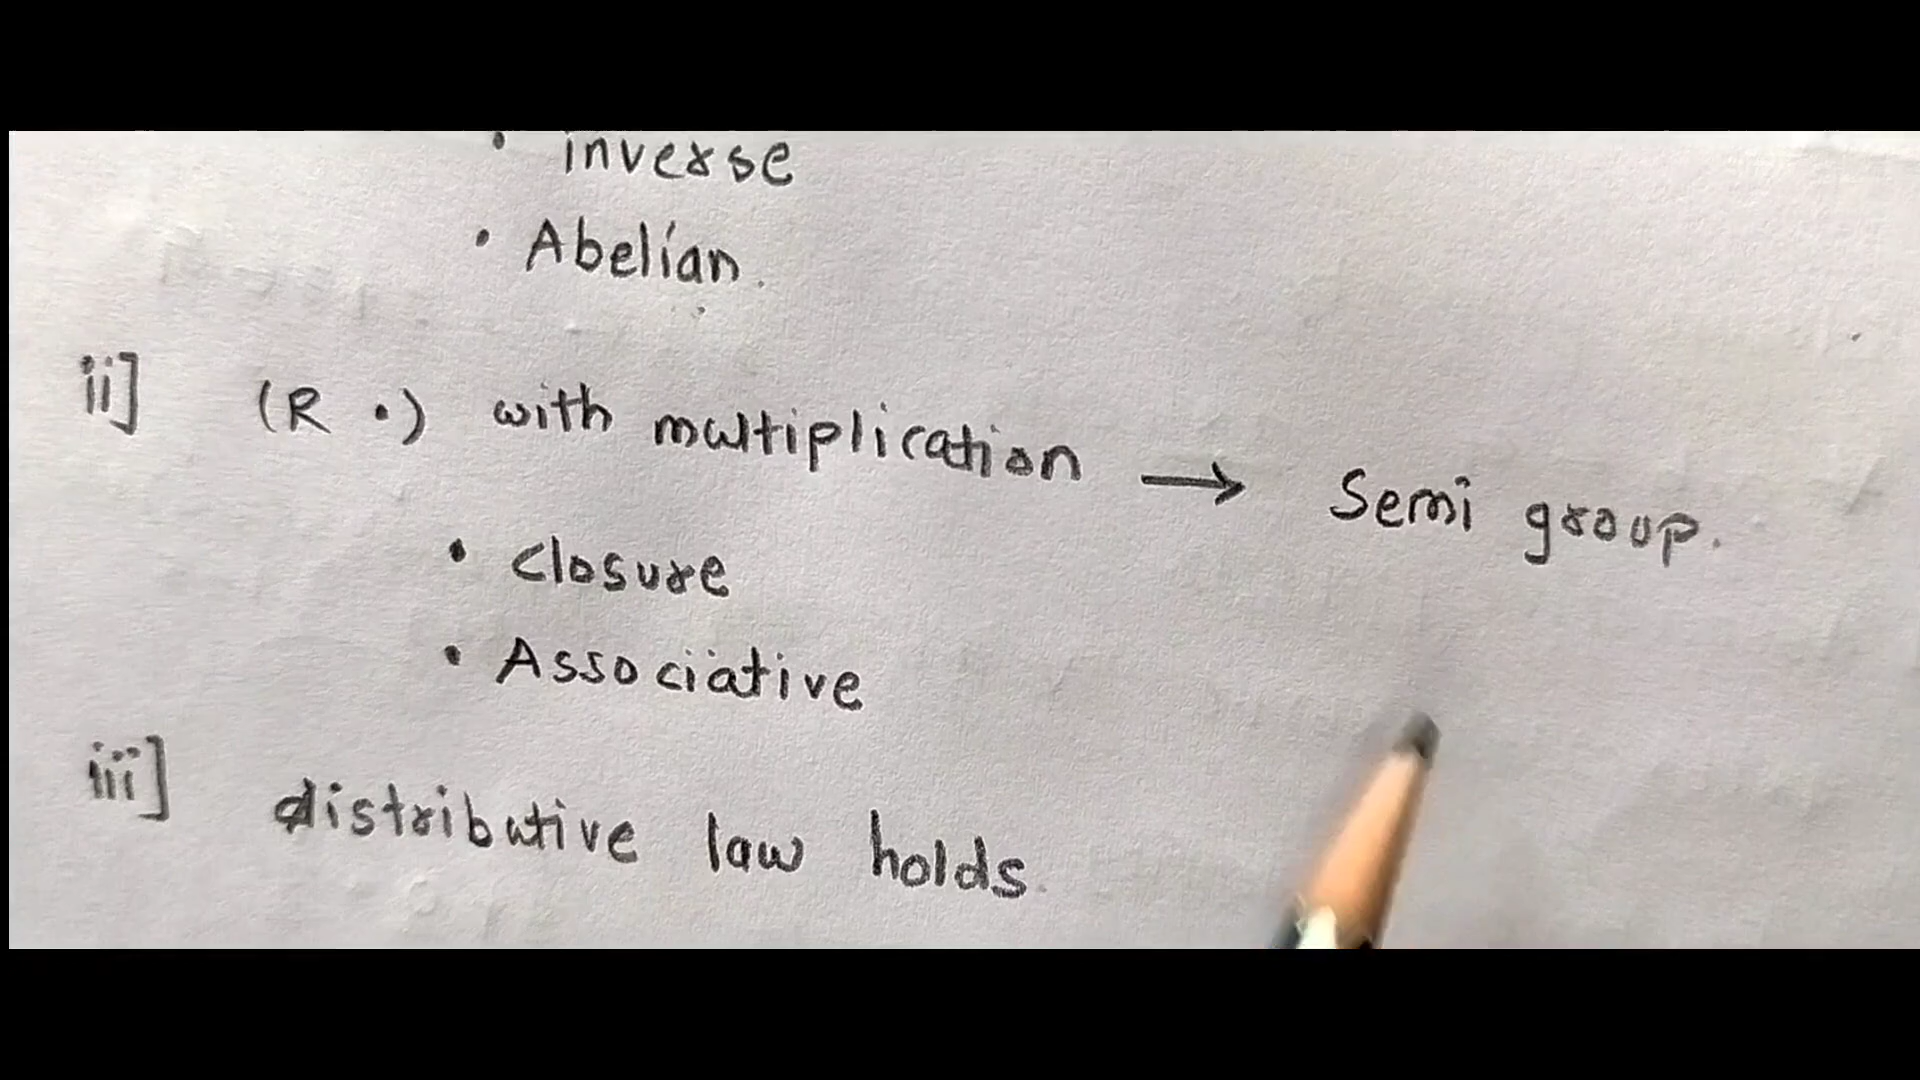 • inverse
• Abelian.
ii] (R •) with multiplication → Semi group.
• Closure
• Associative
iii] distributive law holds.